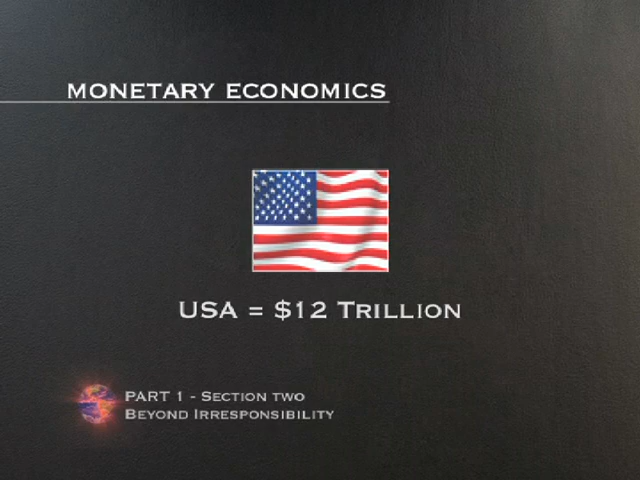 MONETARY ECONOMICS
USA = $12 TRILLION
PART 1 - SECTION TWO
BEYOND IRRESPONSIBILITY